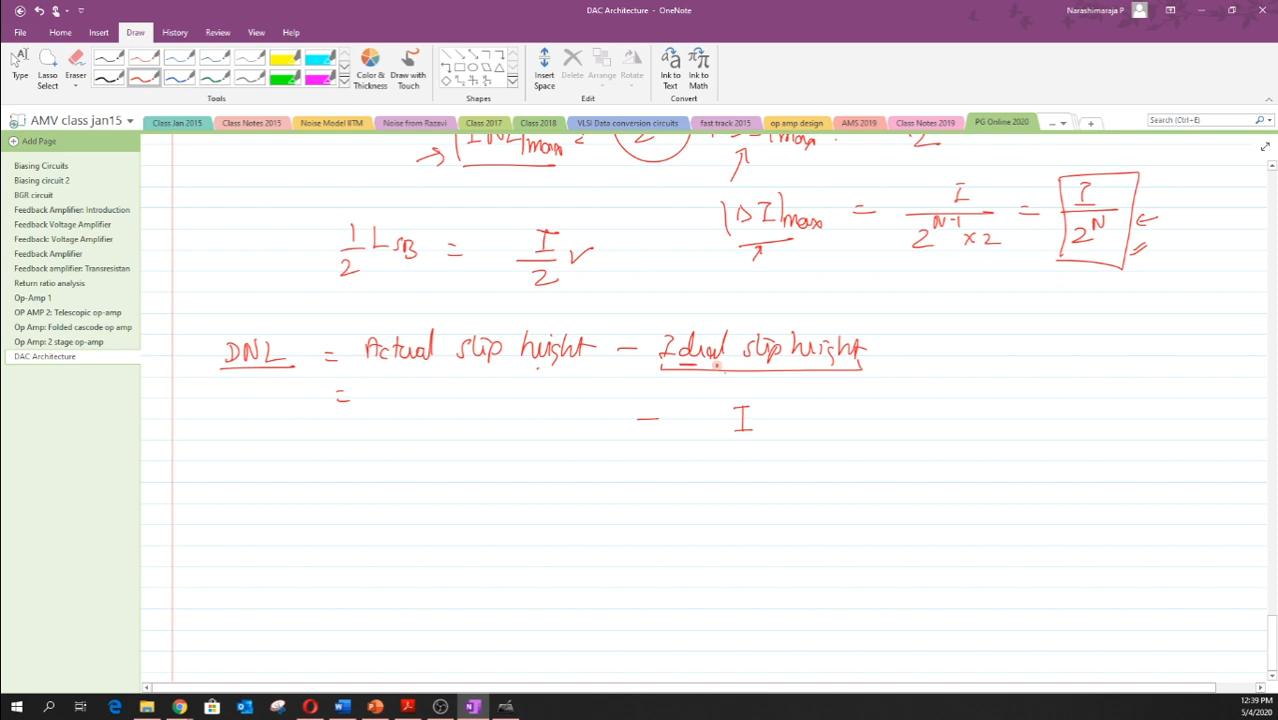 DAC Architecture - OneNote
Narashimaraja P
File Home Insert Draw History Review View Help
Type
Lasso Select
Eraser
Color & Thickness
Draw with Touch
Insert Space
Delete
Arrange
Rotate
Ink to Text
Ink to Math
Tools
Shapes
Edit
Convert
AMV class jan15
Class Jan 2015 Class Notes 2015 Noise Model IITM Noise from Razavi Class 2017 Class 2018 VLSI Data conversion circuits fast track 2015 op amp design AMS 2019 Class Notes 2019 PG Online 2020
Search (Ctrl+E)
Add Page
Biasing Circuits
Biasing circuit 2
BGR circuit
Feedback Amplifier: Introduction
Feedback Voltage Amplifier
Feedback: Voltage Amplifier
Feedback Amplifier
Feedback amplifier: Transresistan
Return ratio analysis
Op-Amp 1
OP AMP 2: Telescopic op-amp
Op Amp: Folded cascode op amp
Op Amp: 2 stage op-amp
DAC Architecture
→ |INL|max = 2
|ΔI|max = I / 2^N-1 × 2 = I / 2^N ←
1/2 LSB = I/2 V
DNL = Actual slip height - Idual slip height
= - I
12:39 PM
5/4/2020